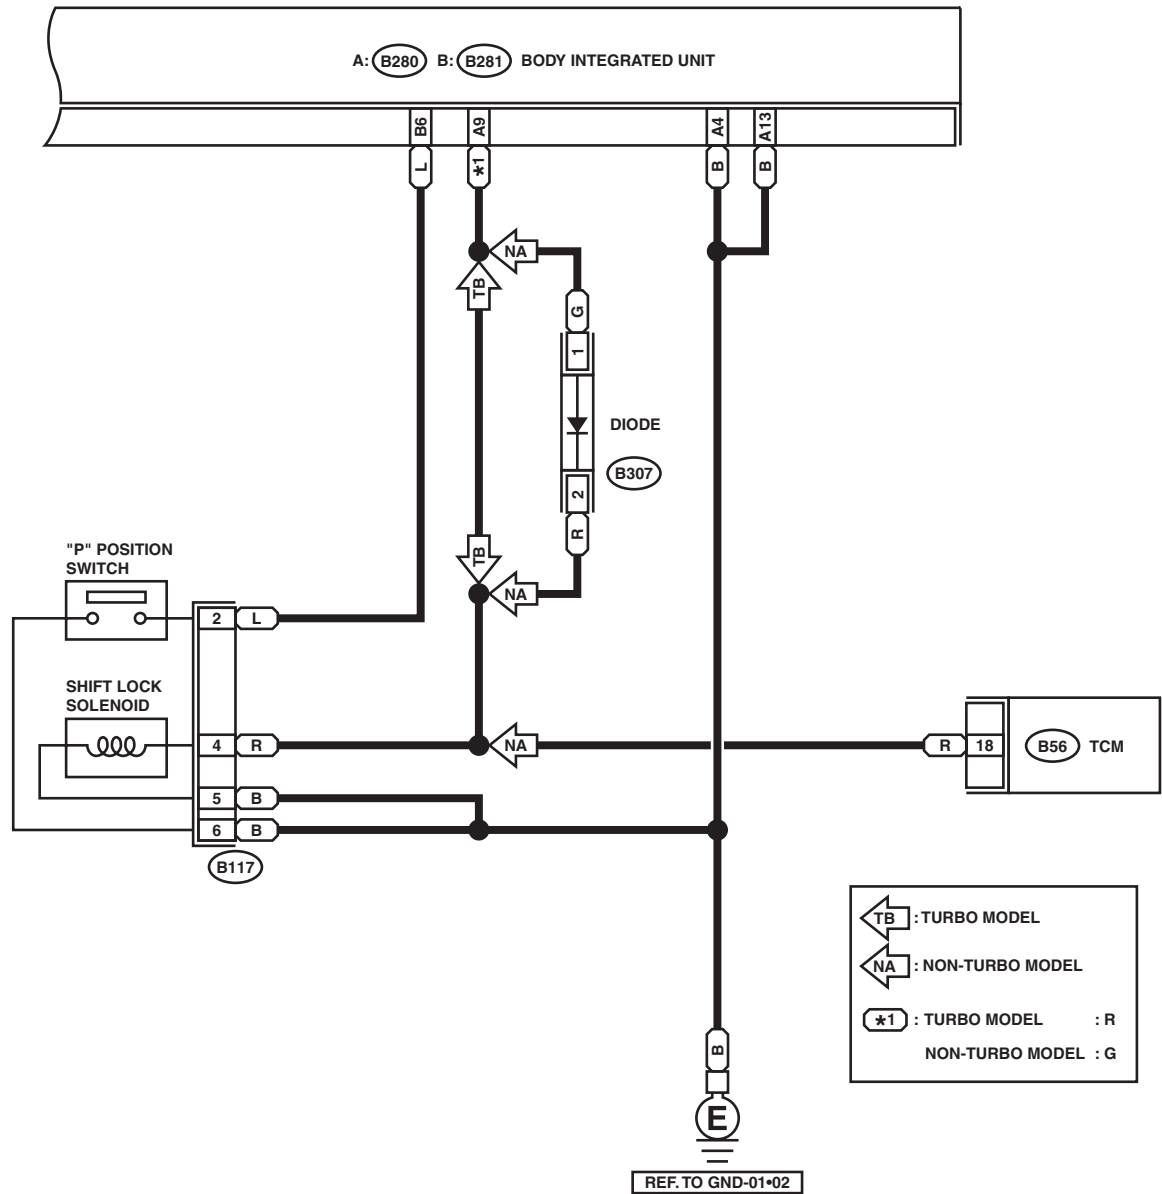 A: B280 B: B281 BODY INTEGRATED UNIT
B6 A9 A4 A13
L *1 B B
NA
TB
G
1
DIODE
B307
2
R
TB
NA
"P" POSITION
SWITCH
2 L
SHIFT LOCK
SOLENOID
4 R
NA
R 18 B56 TCM
5 B
6 B
B117
TB : TURBO MODEL
NA : NON-TURBO MODEL
*1 : TURBO MODEL : R
NON-TURBO MODEL : G
B
E
REF. TO GND-01•02